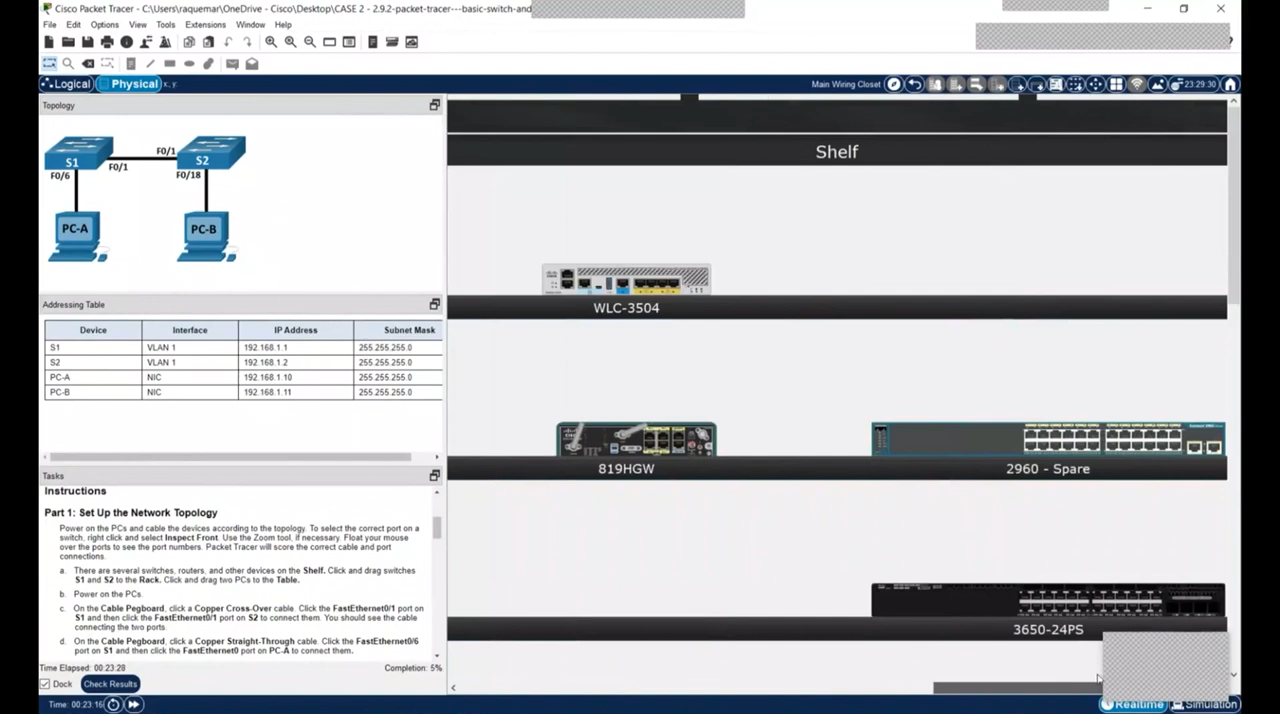 Cisco Packet Tracer - C:\Users\raquemar\OneDrive - Cisco\Desktop\CASE 2 - 2.9.2-packet-tracer---basic-switch-and
File Edit Options View Tools Extensions Window Help
Logical Physical x, y: Main Wiring Closet 23:29:30
Topology
S1 F0/1 F0/1 S2
F0/6 F0/18
PC-A PC-B
Addressing Table
Device Interface IP Address Subnet Mask
S1 VLAN 1 192.168.1.1 255.255.255.0
S2 VLAN 1 192.168.1.2 255.255.255.0
PC-A NIC 192.168.1.10 255.255.255.0
PC-B NIC 192.168.1.11 255.255.255.0
Tasks
Instructions
Part 1: Set Up the Network Topology
Power on the PCs and cable the devices according to the topology. To select the correct port on a
switch, right click and select Inspect Front. Use the Zoom tool, if necessary. Float your mouse
over the ports to see the port numbers. Packet Tracer will score the correct cable and port
connections.
a. There are several switches, routers, and other devices on the Shelf. Click and drag switches
S1 and S2 to the Rack. Click and drag two PCs to the Table.
b. Power on the PCs.
c. On the Cable Pegboard, click a Copper Cross-Over cable. Click the FastEthernet0/1 port on
S1 and then click the FastEthernet0/1 port on S2 to connect them. You should see the cable
connecting the two ports.
d. On the Cable Pegboard, click a Copper Straight-Through cable. Click the FastEthernet0/6
port on S1 and then click the FastEthernet0 port on PC-A to connect them.
Time Elapsed: 00:23:28 Completion: 5%
Dock Check Results
Time: 00:23:16
Shelf
WLC-3504
819HGW 2960 - Spare
3650-24PS
Realtime Simulation